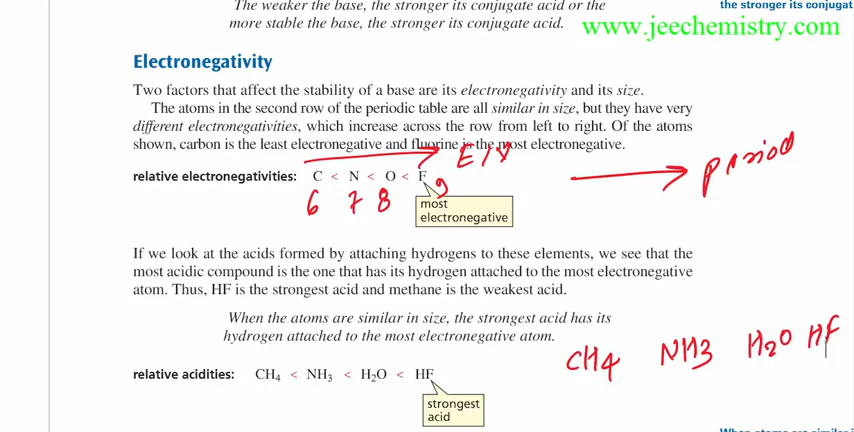 The weaker the base, the stronger its conjugate acid or the
more stable the base, the stronger its conjugate acid.
the stronger its conjugat
www.jeechemistry.com
Electronegativity
Two factors that affect the stability of a base are its electronegativity and its size.
The atoms in the second row of the periodic table are all similar in size, but they have very
different electronegativities, which increase across the row from left to right. Of the atoms
shown, carbon is the least electronegative and fluorine is the most electronegative.
E/N
period
relative electronegativities: C < N < O < F
6 7 8 9
most
electronegative
If we look at the acids formed by attaching hydrogens to these elements, we see that the
most acidic compound is the one that has its hydrogen attached to the most electronegative
atom. Thus, HF is the strongest acid and methane is the weakest acid.
When the atoms are similar in size, the strongest acid has its
hydrogen attached to the most electronegative atom.
CH4 NH3 H2O HF
relative acidities: CH₄ < NH₃ < H₂O < HF
strongest
acid